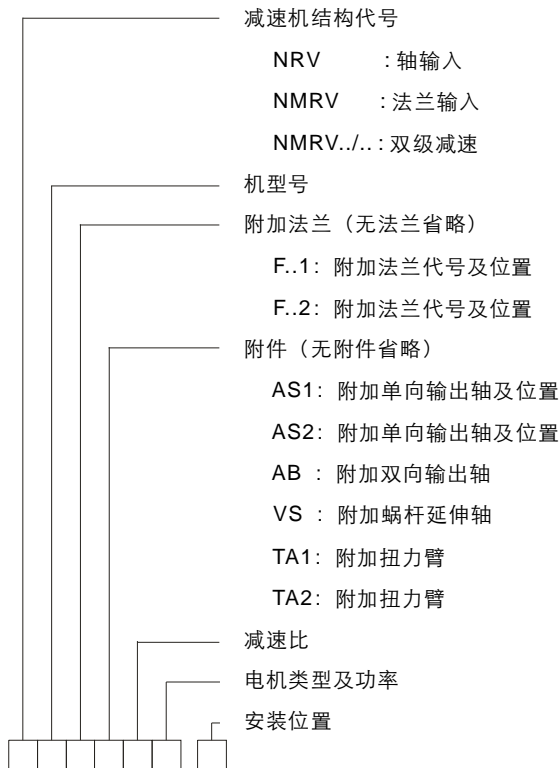 减速机结构代号
NRV : 轴输入
NMRV : 法兰输入
NMRV../.. : 双级减速
机型号
附加法兰（无法兰省略）
F..1: 附加法兰代号及位置
F..2: 附加法兰代号及位置
附件（无附件省略）
AS1: 附加单向输出轴及位置
AS2: 附加单向输出轴及位置
AB : 附加双向输出轴
VS : 附加蜗杆延伸轴
TA1: 附加扭力臂
TA2: 附加扭力臂
减速比
电机类型及功率
安装位置